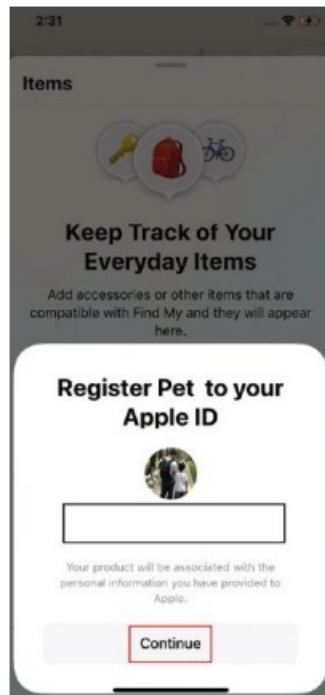 2:31
Items
Keep Track of Your
Everyday Items
Add accessories or other items that are
compatible with Find My and they will appear
here.
Register Pet to your
Apple ID
Your product will be associated with the
personal information you have provided to
Apple.
Continue